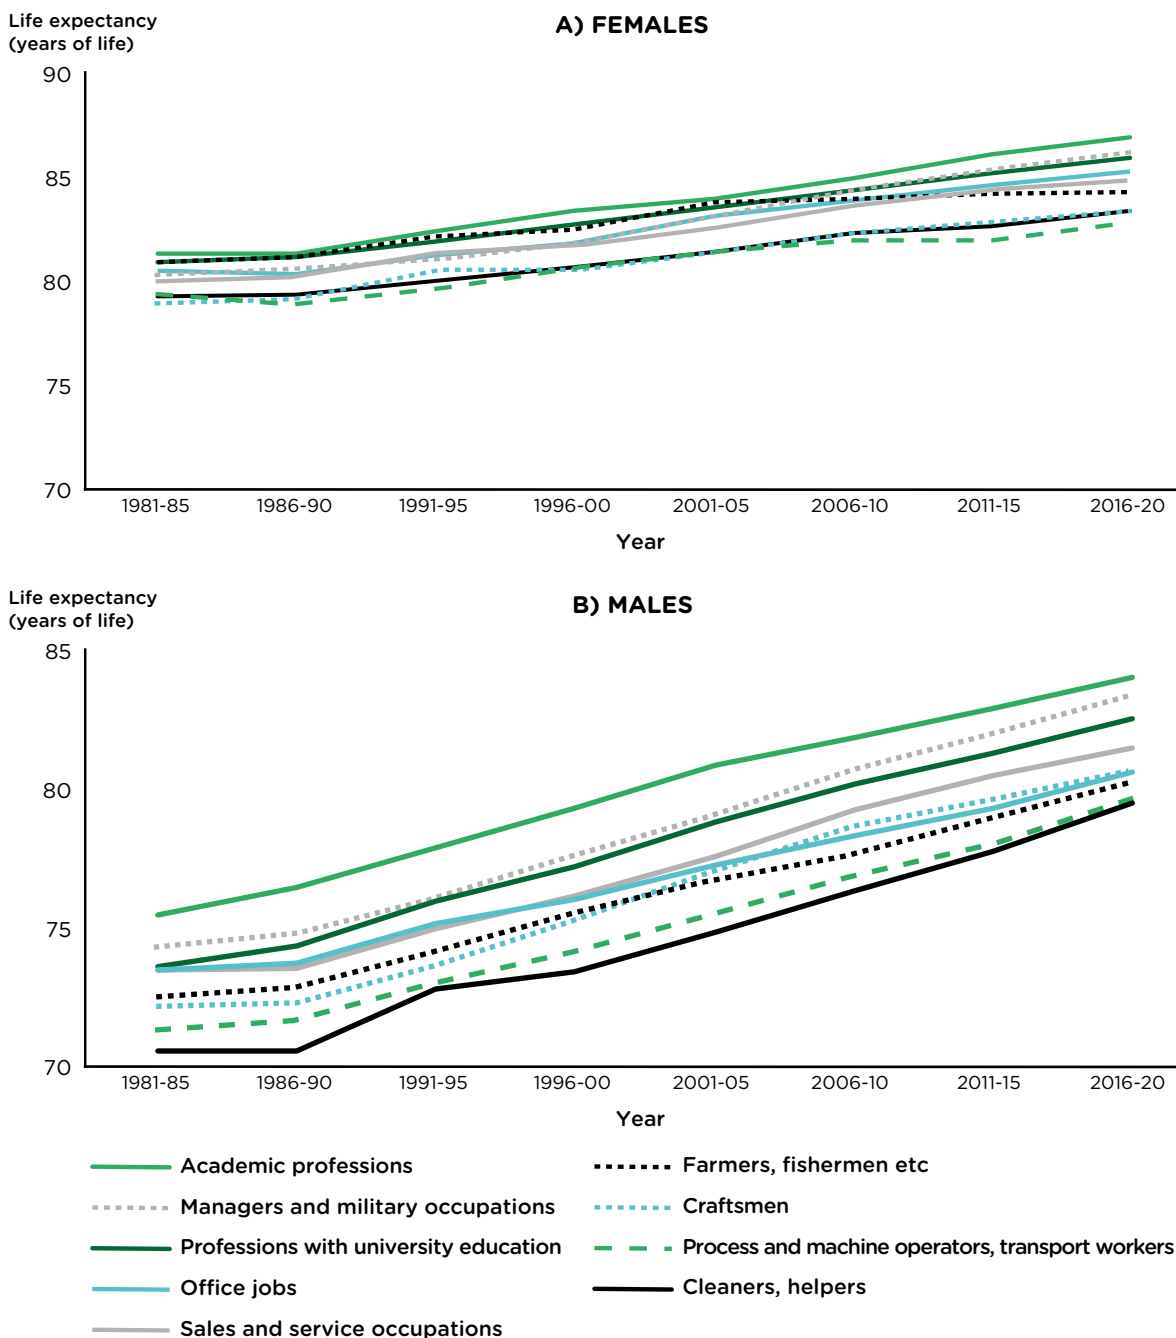 Life expectancy
(years of life)
A) FEMALES
90
85
80
75
70
1981-85 1986-90 1991-95 1996-00 2001-05 2006-10 2011-15 2016-20
Year
Life expectancy
(years of life)
B) MALES
85
80
75
70
1981-85 1986-90 1991-95 1996-00 2001-05 2006-10 2011-15 2016-20
Year
Academic professions
Managers and military occupations
Professions with university education
Office jobs
Sales and service occupations
Farmers, fishermen etc
Craftsmen
Process and machine operators, transport workers
Cleaners, helpers